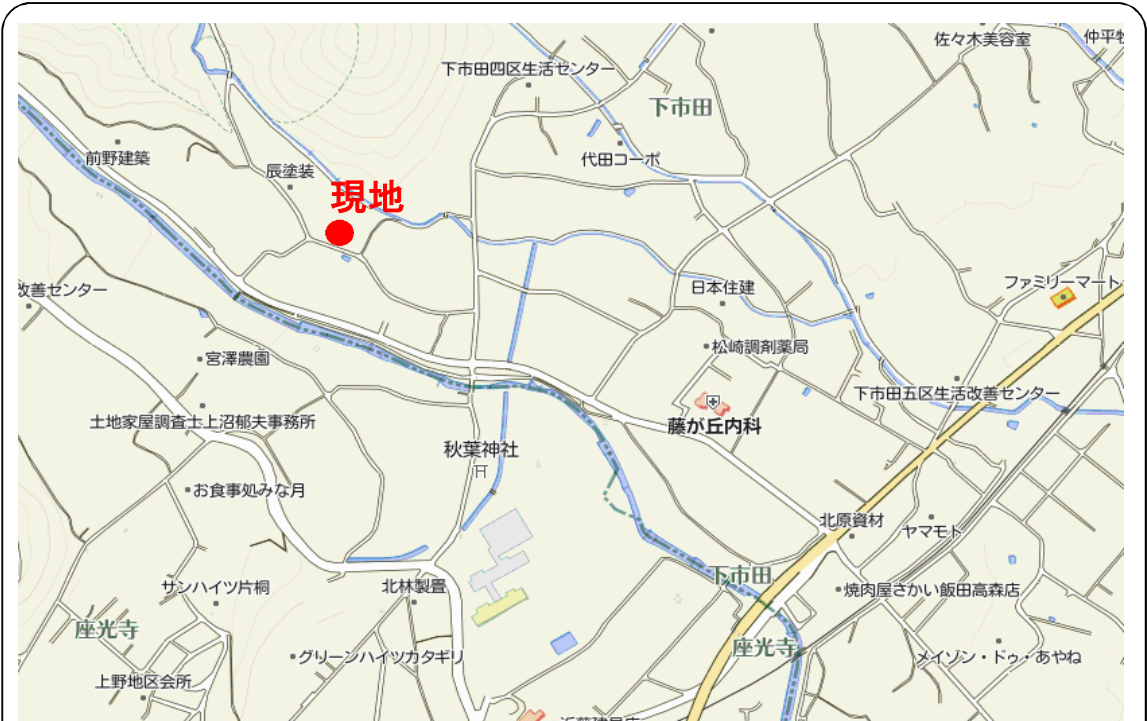 佐々木美容室
仲平牧
下市田四区生活センター
下市田
前野建築
代田コーポ
辰塗装
現地
改善センター
日本住建
ファミリーマート
宮澤農園
松崎調剤薬局
下市田五区生活改善センター
土地家屋調査士上沼郁夫事務所
藤が丘内科
秋葉神社
お食事処みな月
北原資材
ヤマモト
下市田
サンハイツ片桐
北林製畳
焼肉屋さかい飯田高森店
座光寺
座光寺
グリーンハイツカタギリ
メイゾン・ドゥ・あやね
上野地区会所